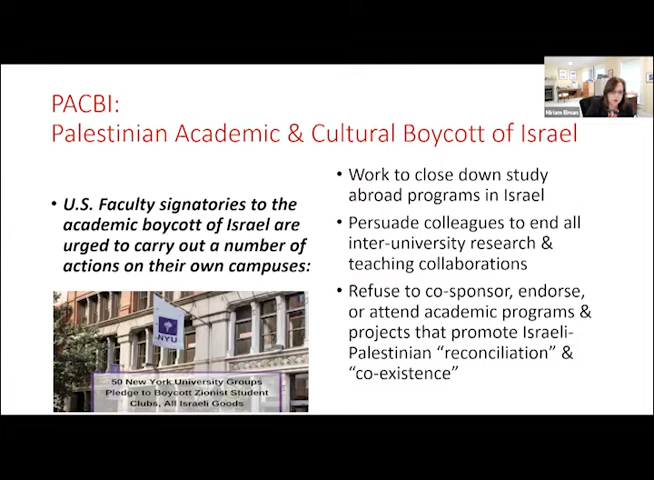 PACBI:
Palestinian Academic & Cultural Boycott of Israel
Miriam Elman
• U.S. Faculty signatories to the
academic boycott of Israel are
urged to carry out a number of
actions on their own campuses:
NYU
50 New York University Groups
Pledge to Boycott Zionist Student
Clubs, All Israeli Goods
• Work to close down study
abroad programs in Israel
• Persuade colleagues to end all
inter-university research &
teaching collaborations
• Refuse to co-sponsor, endorse,
or attend academic programs &
projects that promote Israeli-
Palestinian “reconciliation” &
“co-existence”